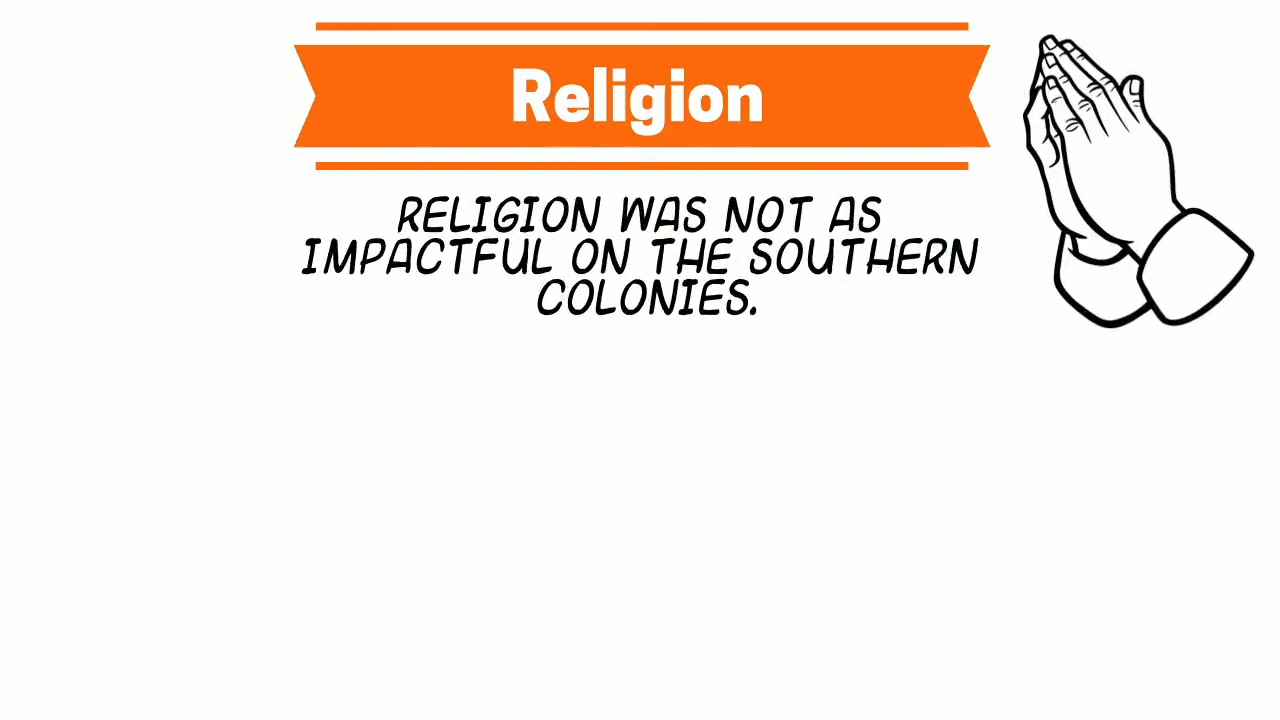 Religion
RELIGION WAS NOT AS
IMPACTFUL ON THE SOUTHERN
COLONIES.